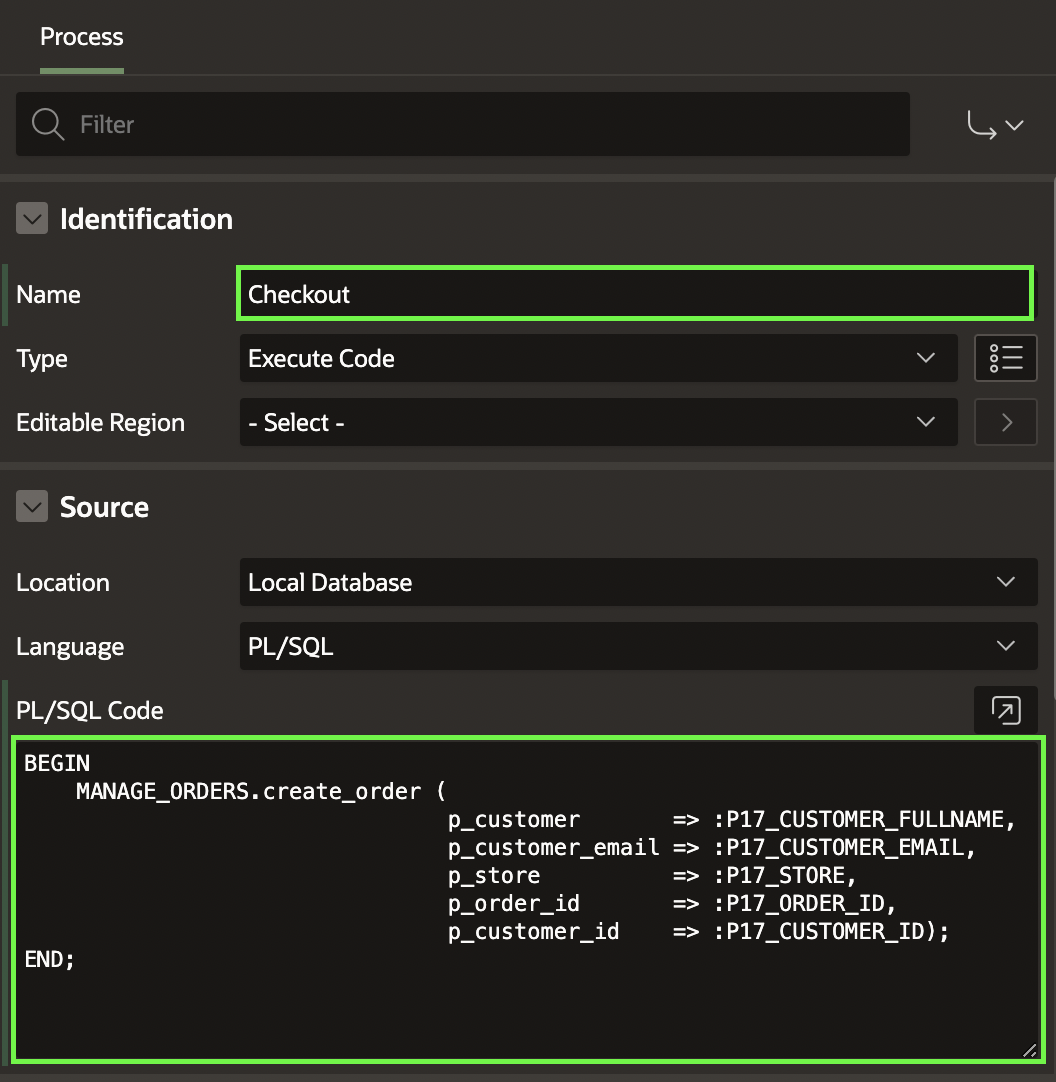 Process
Filter
Identification
Name Checkout
Type Execute Code
Editable Region - Select -
Source
Location Local Database
Language PL/SQL
PL/SQL Code
BEGIN
    MANAGE_ORDERS.create_order (
                                p_customer       => :P17_CUSTOMER_FULLNAME,
                                p_customer_email => :P17_CUSTOMER_EMAIL,
                                p_store          => :P17_STORE,
                                p_order_id       => :P17_ORDER_ID,
                                p_customer_id    => :P17_CUSTOMER_ID);
END;